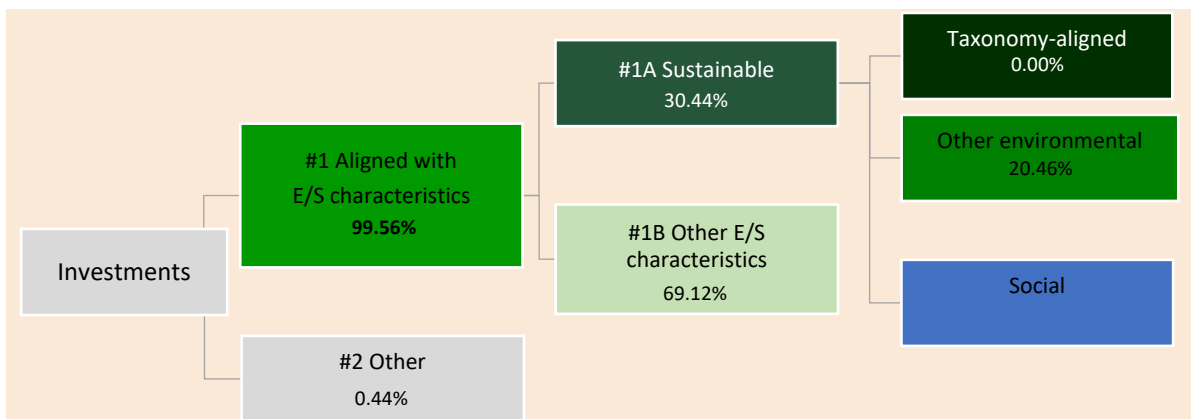 Investments
#1 Aligned with
E/S characteristics
99.56%
#2 Other
0.44%
#1A Sustainable
30.44%
#1B Other E/S
characteristics
69.12%
Taxonomy-aligned
0.00%
Other environmental
20.46%
Social